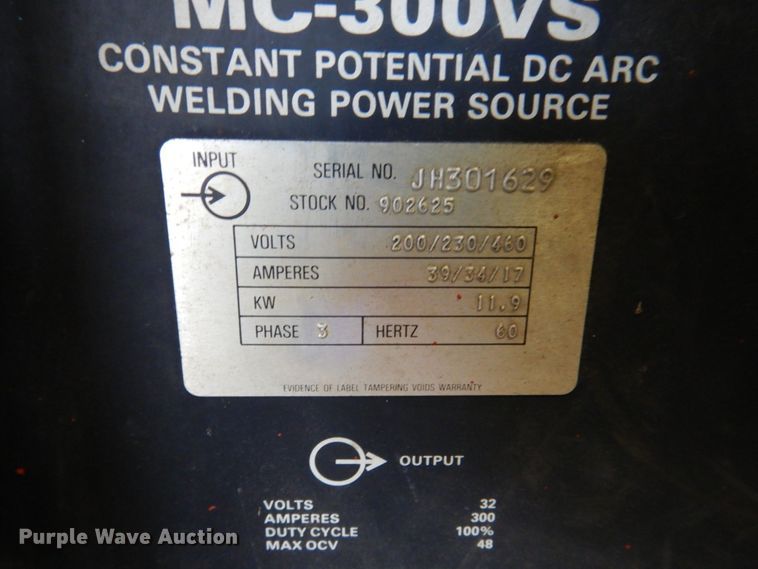 MC-300VS
CONSTANT POTENTIAL DC ARC
WELDING POWER SOURCE
INPUT
SERIAL NO. JH301629
STOCK NO. 902625
VOLTS 200/230/460
AMPERES 39/34/17
KW 11.9
PHASE 3 HERTZ 60
EVIDENCE OF LABEL TAMPERING VOIDS WARRANTY
OUTPUT
VOLTS 32
AMPERES 300
DUTY CYCLE 100%
MAX OCV 48
Purple Wave Auction